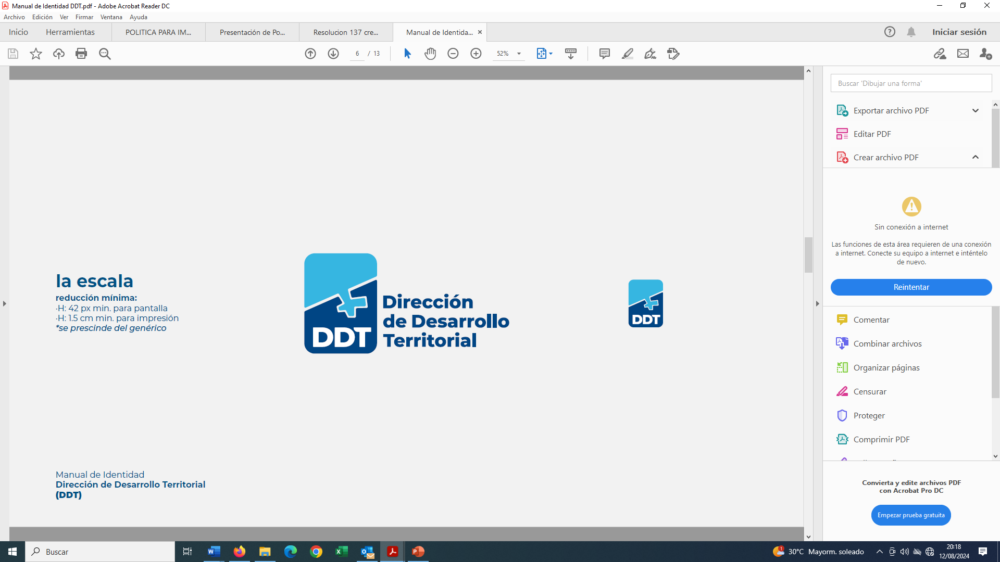 Manual de Identidad DDT.pdf - Adobe Acrobat Reader DC
Archivo Edición Ver Firmar Ventana Ayuda
Inicio Herramientas POLITICA PARA IM... Presentación de Po... Resolucion 137 cre... Manual de Identida... Iniciar sesión
6 / 13 52%
la escala
reducción mínima:
·H: 42 px min. para pantalla
·H: 1.5 cm min. para impresión
*se prescinde del genérico
DDT
Dirección
de Desarrollo
Territorial
DDT
Manual de Identidad
Dirección de Desarrollo Territorial
(DDT)
Buscar 'Dibujar una forma'
Exportar archivo PDF
Editar PDF
Crear archivo PDF
Sin conexión a internet
Las funciones de esta área requieren de una conexión
a internet. Conecte su equipo a internet e inténtelo
de nuevo.
Reintentar
Comentar
Combinar archivos
Organizar páginas
Censurar
Proteger
Comprimir PDF
Convierta y edite archivos PDF
con Acrobat Pro DC
Empezar prueba gratuita
Buscar
1
30°C Mayorm. soleado
20:18
12/08/2024